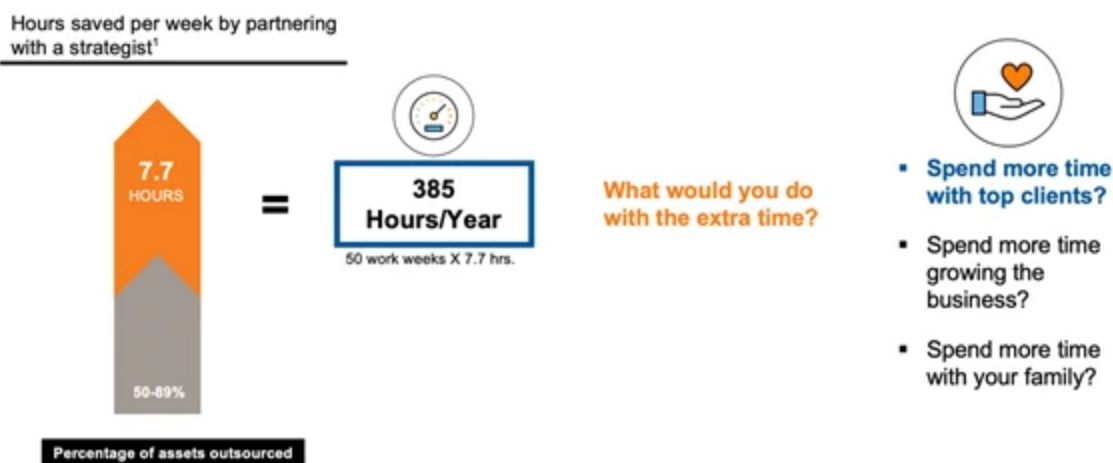 Hours saved per week by partnering
with a strategist¹
7.7
HOURS
50-89%
Percentage of assets outsourced
=
385
Hours/Year
50 work weeks X 7.7 hrs.
What would you do
with the extra time?
▪ Spend more time
with top clients?
▪ Spend more time
growing the
business?
▪ Spend more time
with your family?